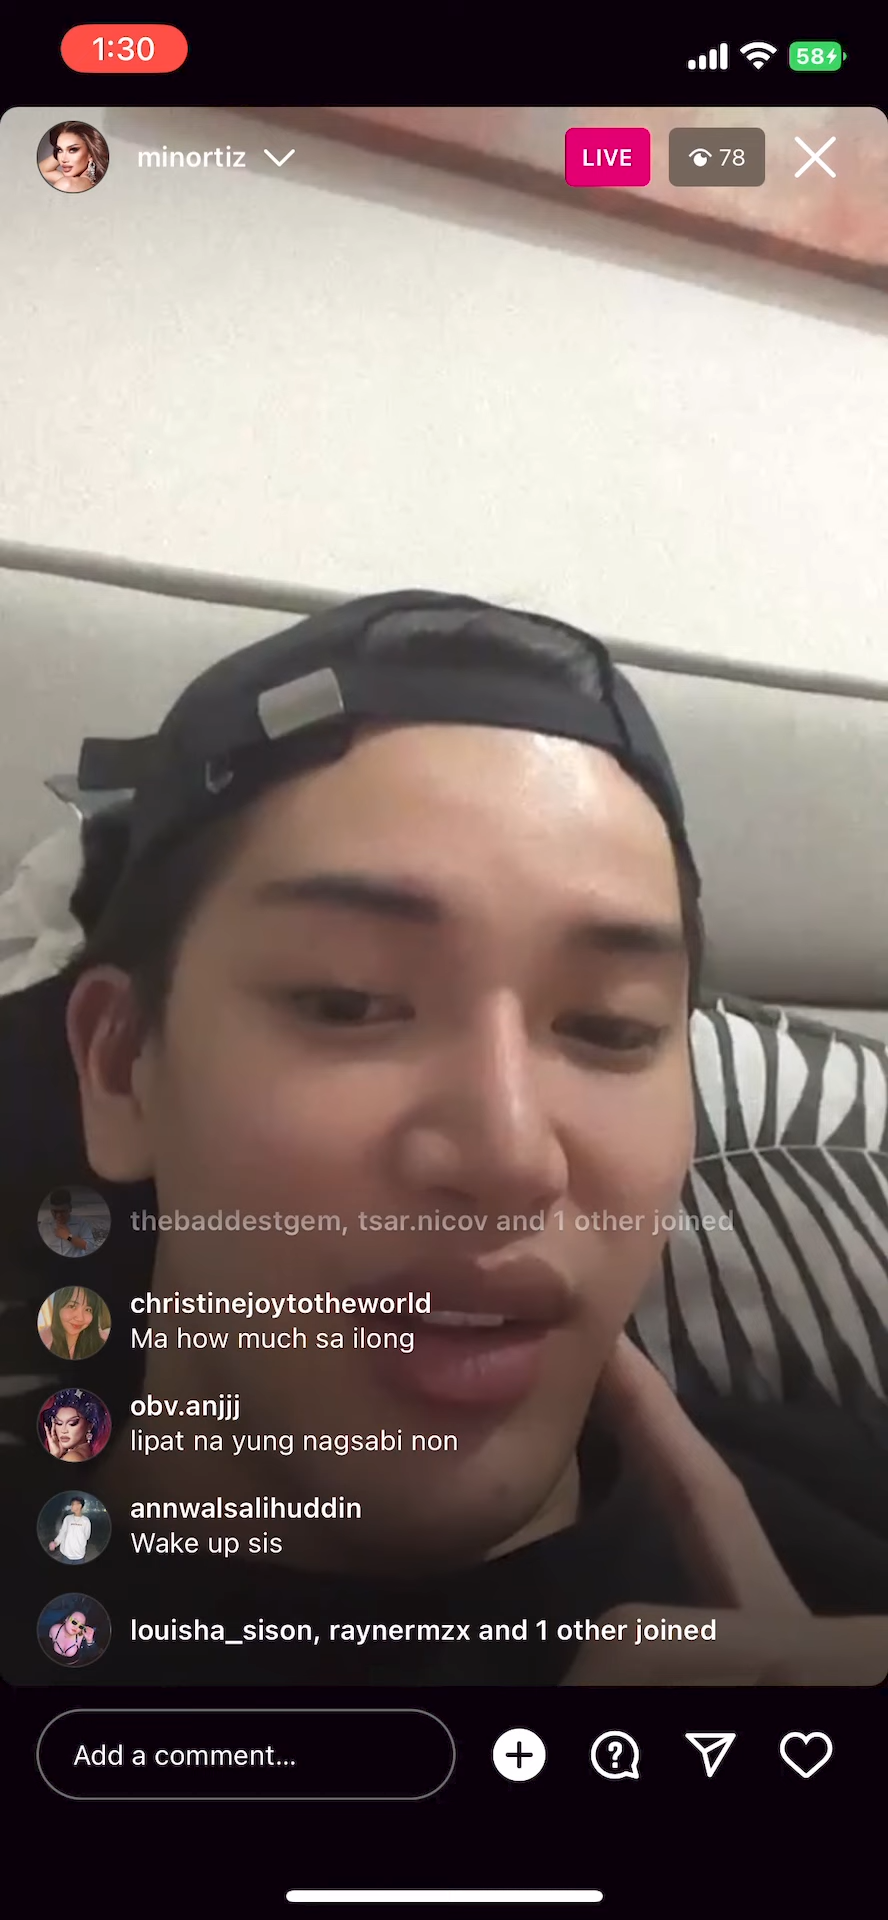 1:30
58
minortiz
LIVE
78
thebaddestgem, tsar.nicov and 1 other joined
christinejoytotheworld
Ma how much sa ilong
obv.anjjj
lipat na yung nagsabi non
annwalsalihuddin
Wake up sis
louisha_sison, raynermzx and 1 other joined
Add a comment...